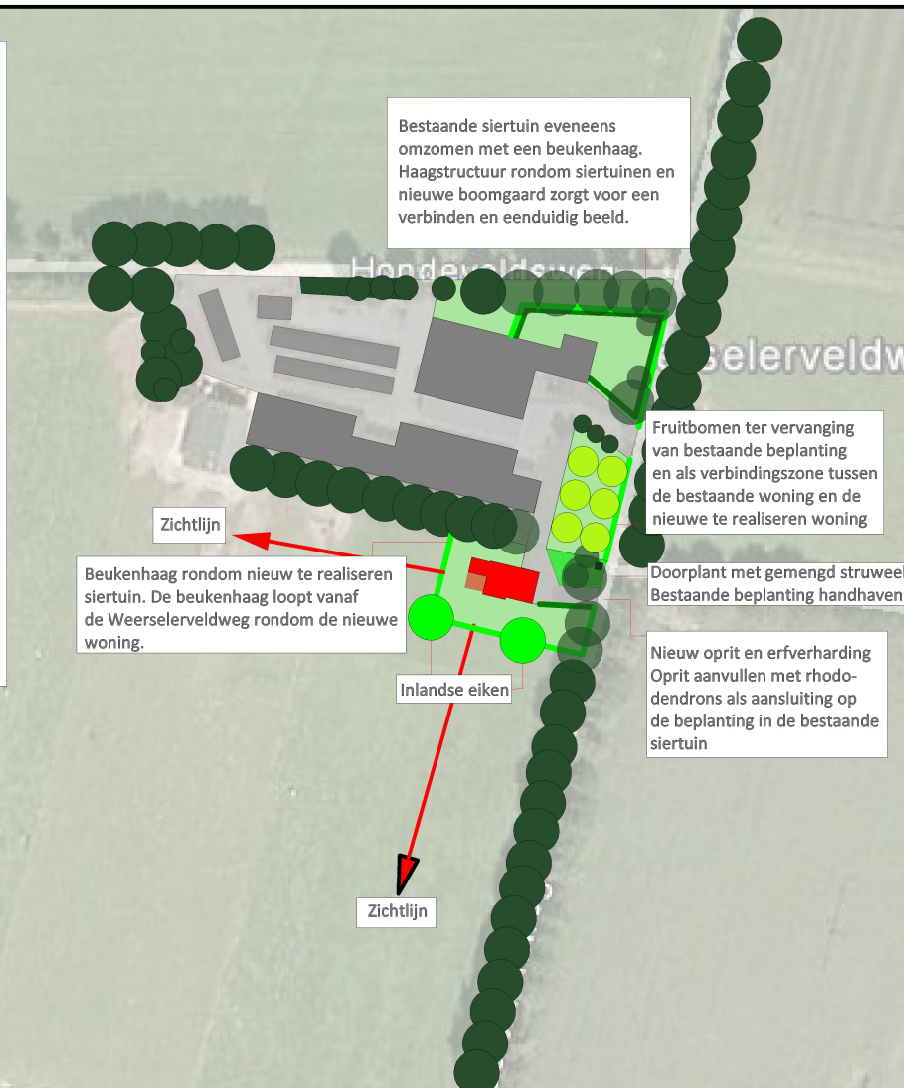 Bestaande siertuin eveneens
omzomen met een beukenhaag.
Haagstructuur rondom siertuinen en
nieuwe boomgaard zorgt voor een
verbinden en eenduidig beeld.
Hondeveldsweg
selerveldw
Fruitbomen ter vervanging
van bestaande beplanting
en als verbindingszone tussen
de bestaande woning en de
nieuwe te realiseren woning
Zichtlijn
Beukenhaag rondom nieuw te realiseren
siertuin. De beukenhaag loopt vanaf
de Weerselerveldweg rondom de nieuwe
woning.
Doorplant met gemengd struweel
Bestaande beplanting handhaven
Nieuw oprit en erfverharding
Oprit aanvullen met rhodo-
dendrons als aansluiting op
de beplanting in de bestaande
siertuin
Inlandse eiken
Zichtlijn